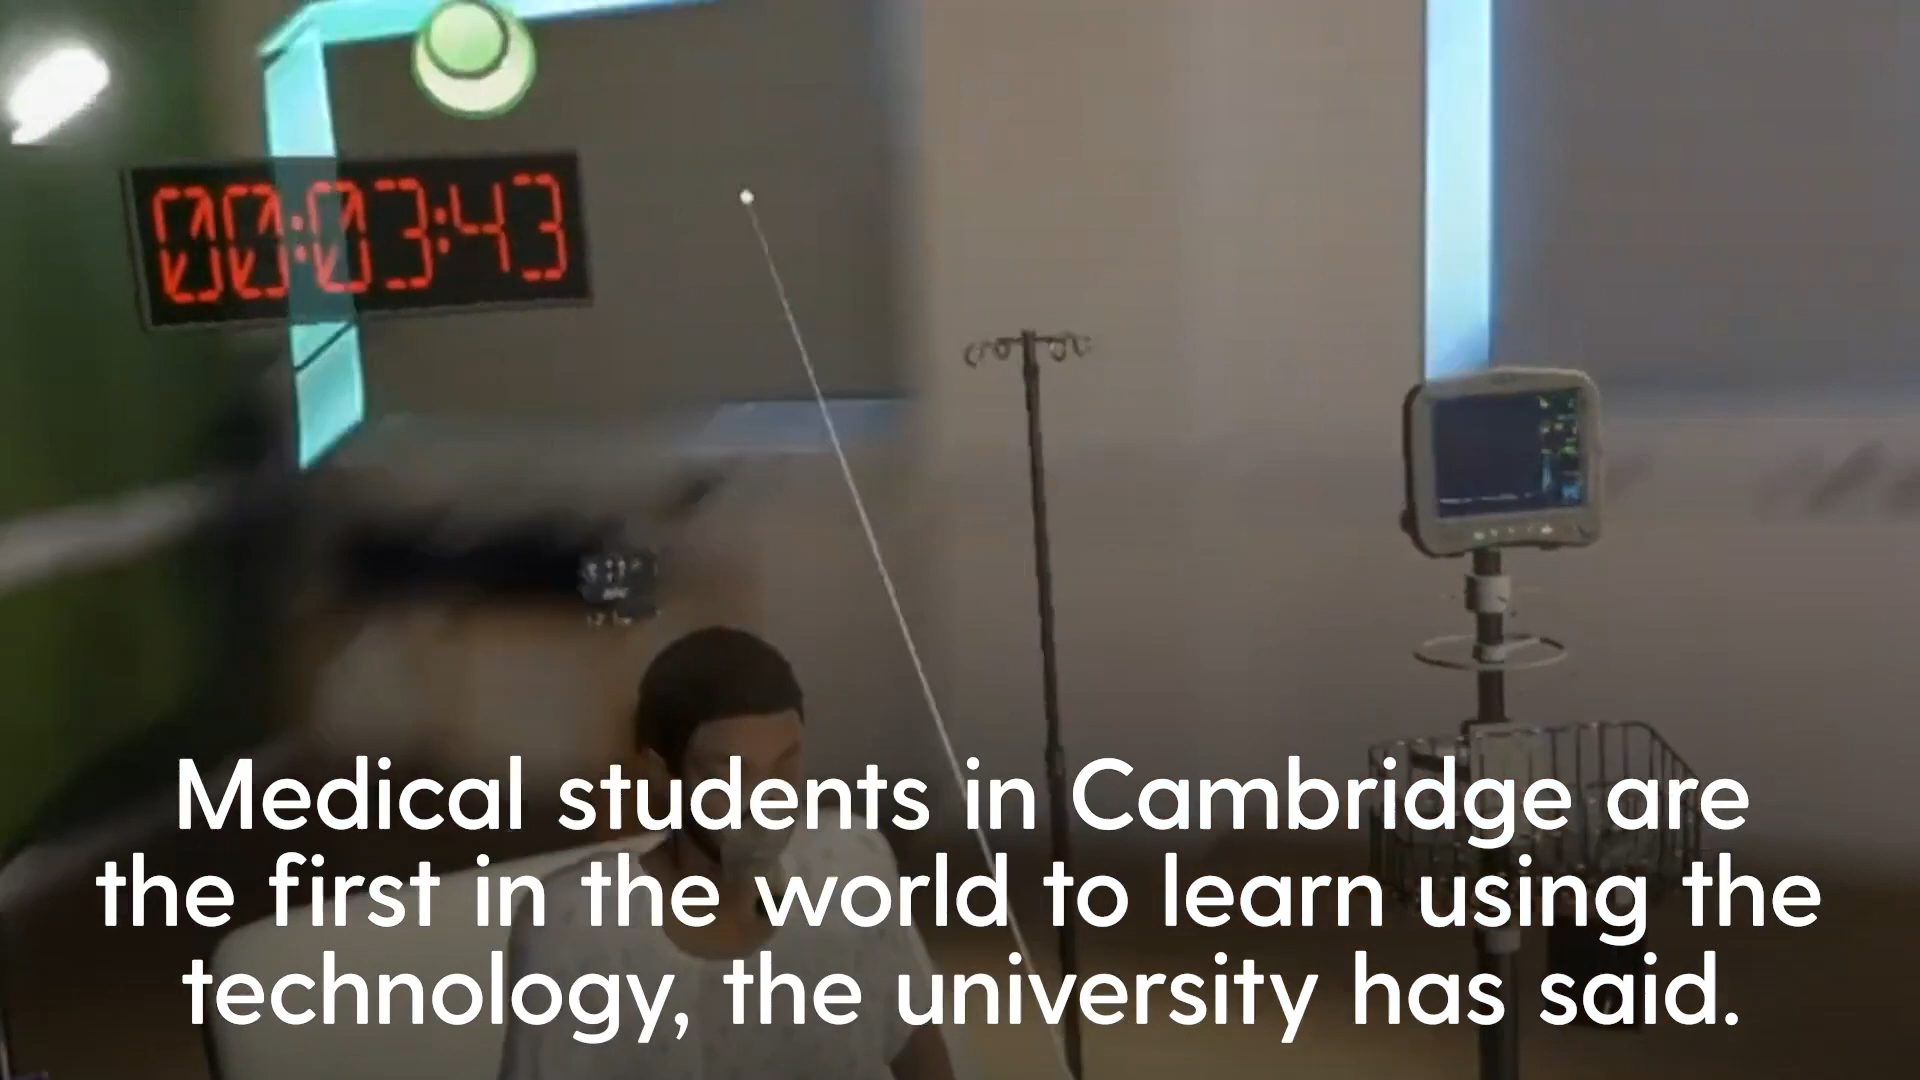 00:03:43
Medical students in Cambridge are
the first in the world to learn using the
technology, the university has said.